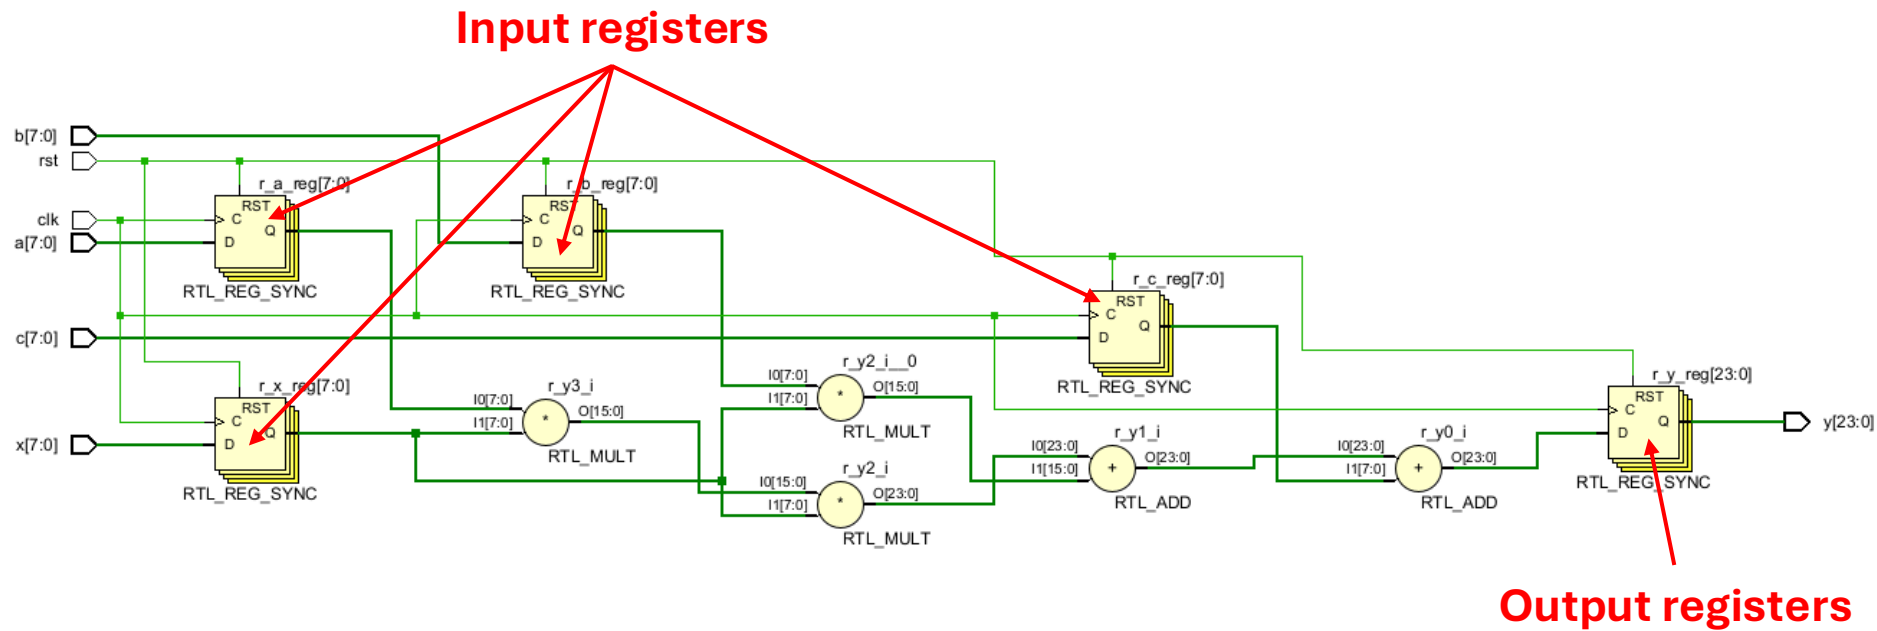 Input registers
b[7:0]
rst
r_a_reg[7:0]
r_b_reg[7:0]
RST
RST
clk
C
Q
C
Q
a[7:0]
D
D
RTL_REG_SYNC
RTL_REG_SYNC
r_c_reg[7:0]
RST
C
Q
c[7:0]
D
RTL_REG_SYNC
r_x_reg[7:0]
RST
C
Q
x[7:0]
D
RTL_REG_SYNC
r_y3_i
I0[7:0]
I1[7:0]
*
O[15:0]
RTL_MULT
r_y2_i__0
I0[7:0]
I1[7:0]
*
O[15:0]
RTL_MULT
r_y2_i
I0[15:0]
I1[7:0]
*
O[23:0]
RTL_MULT
r_y1_i
I0[23:0]
I1[15:0]
+
O[23:0]
RTL_ADD
r_y0_i
I0[23:0]
I1[7:0]
+
O[23:0]
RTL_ADD
r_y_reg[23:0]
RST
C
Q
D
y[23:0]
RTL_REG_SYNC
Output registers